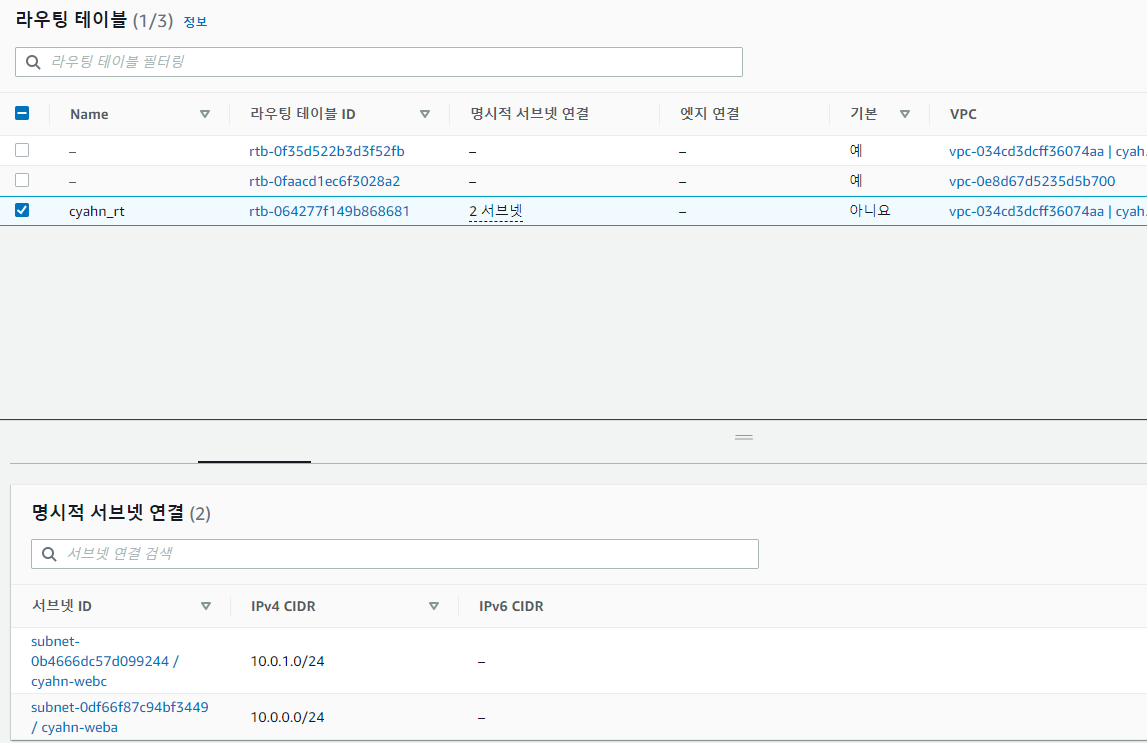 라우팅 테이블 (1/3) 정보
라우팅 테이블 필터링
Name 라우팅 테이블 ID 명시적 서브넷 연결 엣지 연결 기본 VPC
– rtb-0f35d522b3d3f52fb – – 예 vpc-034cd3dcff36074aa | cyah
– rtb-0faacd1ec6f3028a2 – – 예 vpc-0e8d67d5235d5b700
cyahn_rt rtb-064277f149b868681 2 서브넷 – 아니요 vpc-034cd3dcff36074aa | cyah
명시적 서브넷 연결 (2)
서브넷 연결 검색
서브넷 ID IPv4 CIDR IPv6 CIDR
subnet-
0b4666dc57d099244 / 10.0.1.0/24 –
cyahn-webc
subnet-0df66f87c94bf3449
10.0.0.0/24 –
/ cyahn-weba